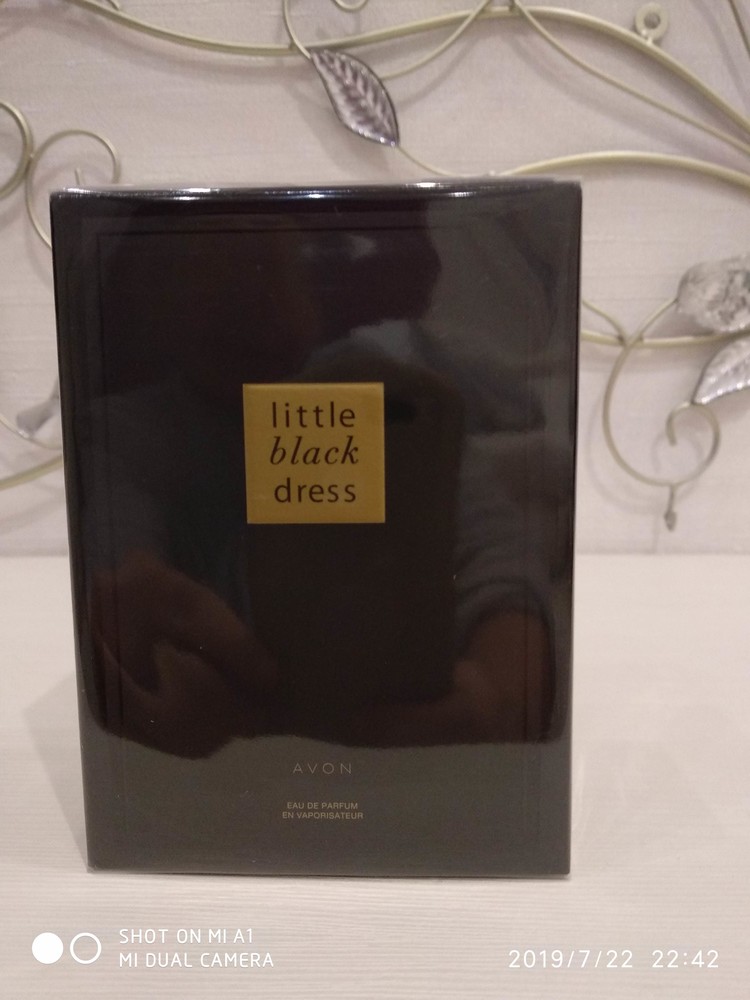 little
black
dress
AVON
EAU DE PARFUM
EN VAPORISATEUR
SHOT ON MI A1
MI DUAL CAMERA
2019/7/22 22:42